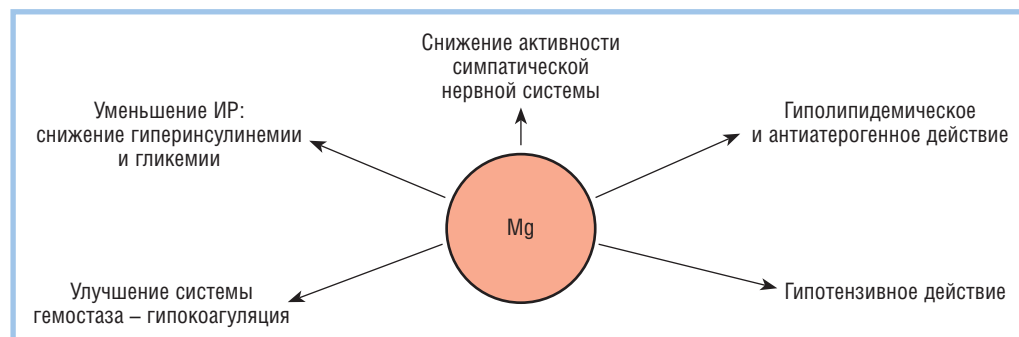 Снижение активности
симпатической
нервной системы
Уменьшение ИР:
снижение гиперинсулинемии
и гликемии
Гиполипидемическое
и антиатерогенное действие
Mg
Улучшение системы
гемостаза – гипокоагуляция
Гипотензивное действие